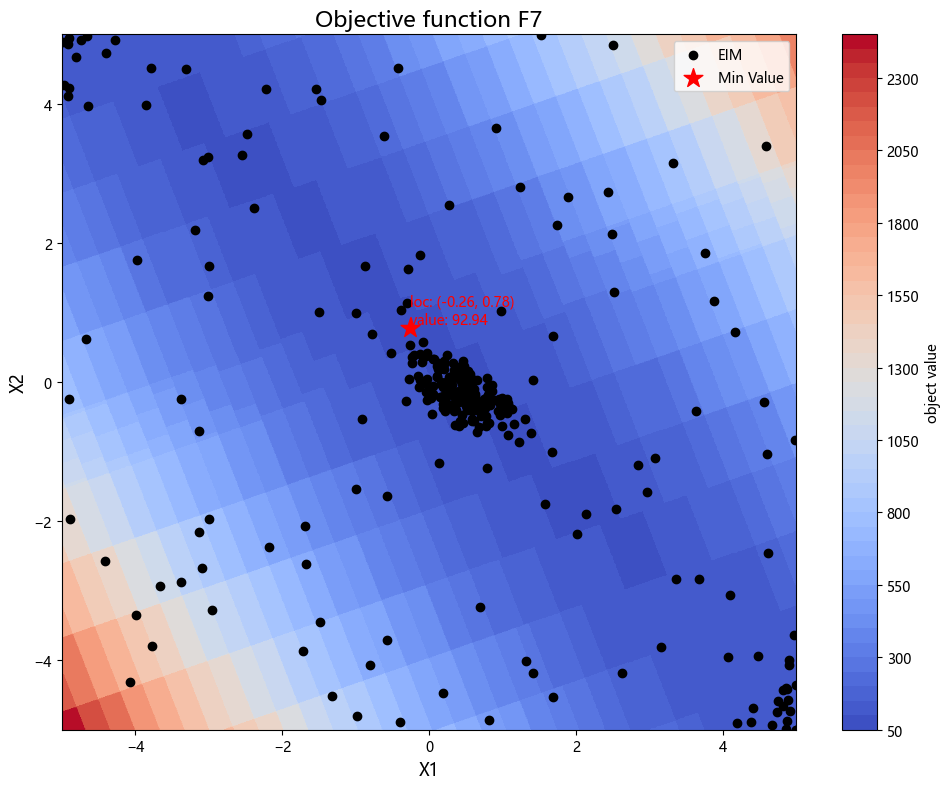 Objective function F7
EIM
Min Value
loc: (-0.26, 0.78)
value: 92.94
4
2
0
−2
−4
X2
−4
−2
0
2
4
X1
2300
2050
1800
1550
1300
1050
800
550
300
50
object value